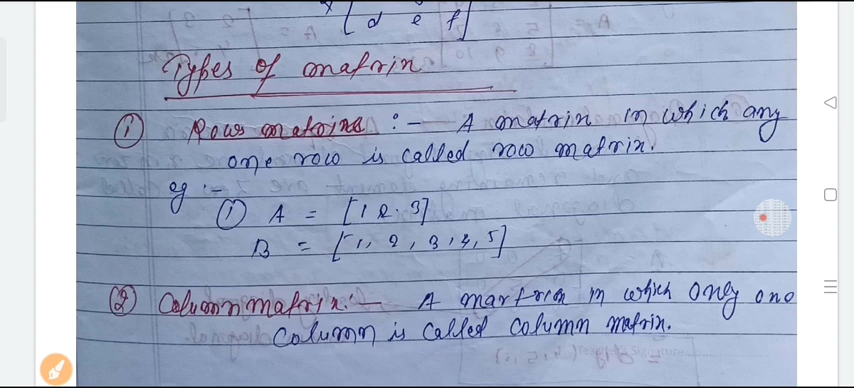 [ d e f ]
Types of matrix
① Rows matrix :- A matrix in which any
one row is called row matrix.
eg :-
① A = [1 2 . 3]
B = [1, 2, 3, 4, 5]
② Column matrix :- A martrix in which only one
column is called column matrix.